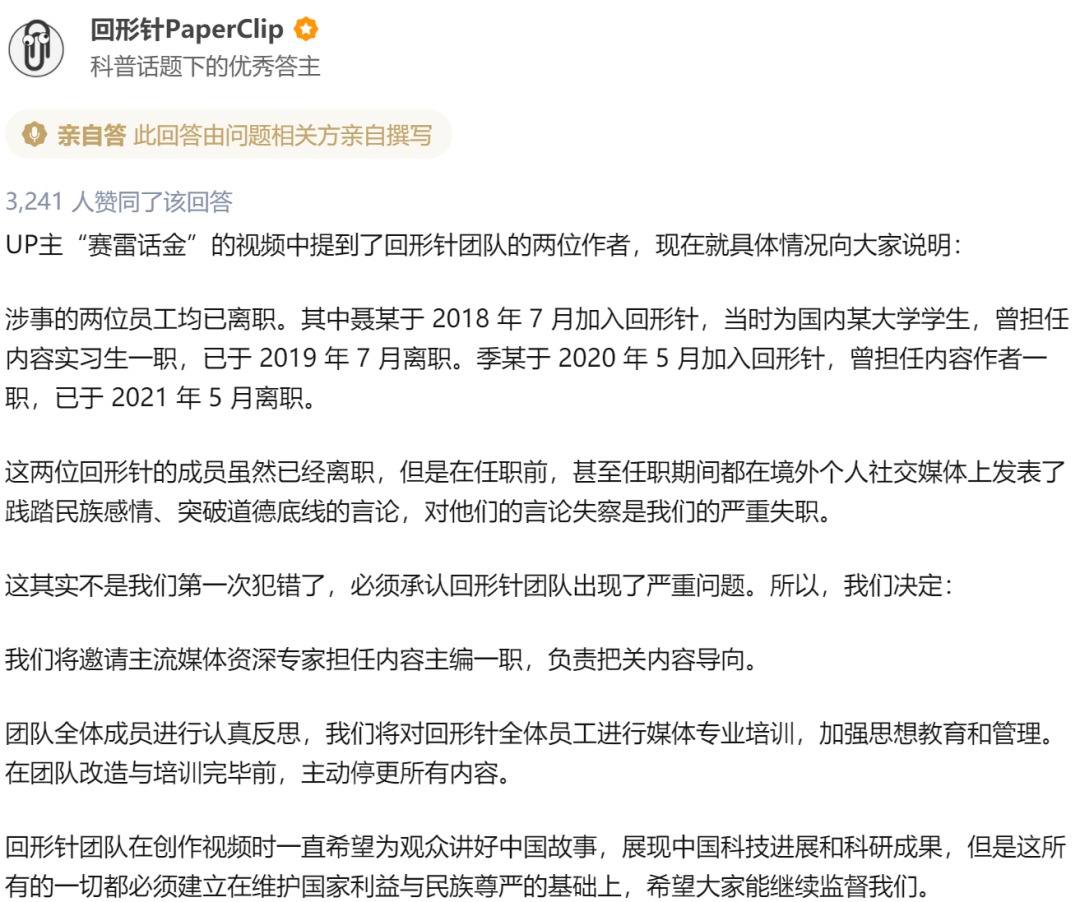 回形针PaperClip
科普话题下的优秀答主
亲自答 此回答由问题相关方亲自撰写
3,241 人赞同了该回答
UP主“赛雷话金”的视频中提到了回形针团队的两位作者，现在就具体情况向大家说明：
涉事的两位员工均已离职。其中聂某于 2018 年 7 月加入回形针，当时为国内某大学学生，曾担任
内容实习生一职，已于 2019 年 7 月离职。季某于 2020 年 5 月加入回形针，曾担任内容作者一
职，已于 2021 年 5 月离职。
这两位回形针的成员虽然已经离职，但是在任职前，甚至任职期间都在境外个人社交媒体上发表了
践踏民族感情、突破道德底线的言论，对他们的言论失察是我们的严重失职。
这其实不是我们第一次犯错了，必须承认回形针团队出现了严重问题。所以，我们决定：
我们将邀请主流媒体资深专家担任内容主编一职，负责把关内容导向。
团队全体成员进行认真反思，我们将对回形针全体员工进行媒体专业培训，加强思想教育和管理。
在团队改造与培训完毕前，主动停更所有内容。
回形针团队在创作视频时一直希望为观众讲好中国故事，展现中国科技进展和科研成果，但是这所
有的一切都必须建立在维护国家利益与民族尊严的基础上，希望大家能继续监督我们。